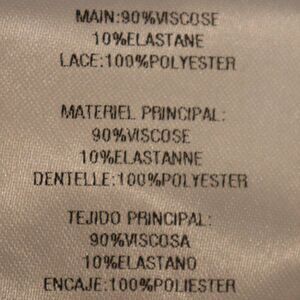 MAIN:90%VISCOSE
10%ELASTANE
LACE:100%POLYESTER
MATERIEL PRINCIPAL:
90%VISCOSE
10%ELASTANNE
DENTELLE:100%POLYESTER
TEJIDO PRINCIPAL:
90%VISCOSA
10%ELASTANO
ENCAJE:100%POLIESTER